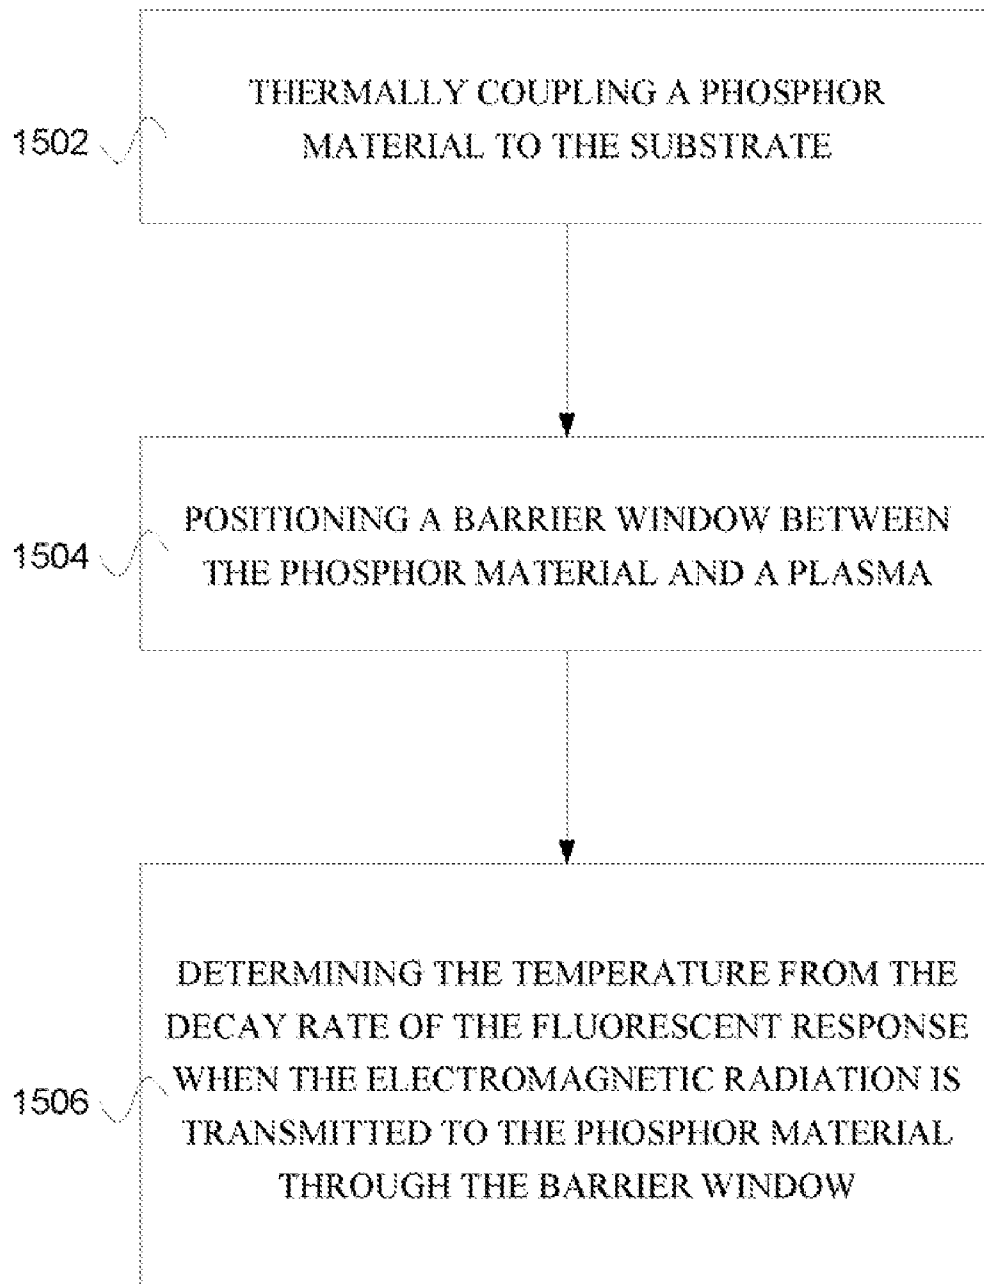 THERMALLY COUPLING A PHOSPHOR
MATERIAL TO THE SUBSTRATE
1502
POSITIONING A BARRIER WINDOW BETWEEN
THE PHOSPHOR MATERIAL AND A PLASMA
1504
DETERMINING THE TEMPERATURE FROM THE
DECAY RATE OF THE FLUORESCENT RESPONSE
WHEN THE ELECTROMAGNETIC RADIATION IS
TRANSMITTED TO THE PHOSPHOR MATERIAL
THROUGH THE BARRIER WINDOW
1506